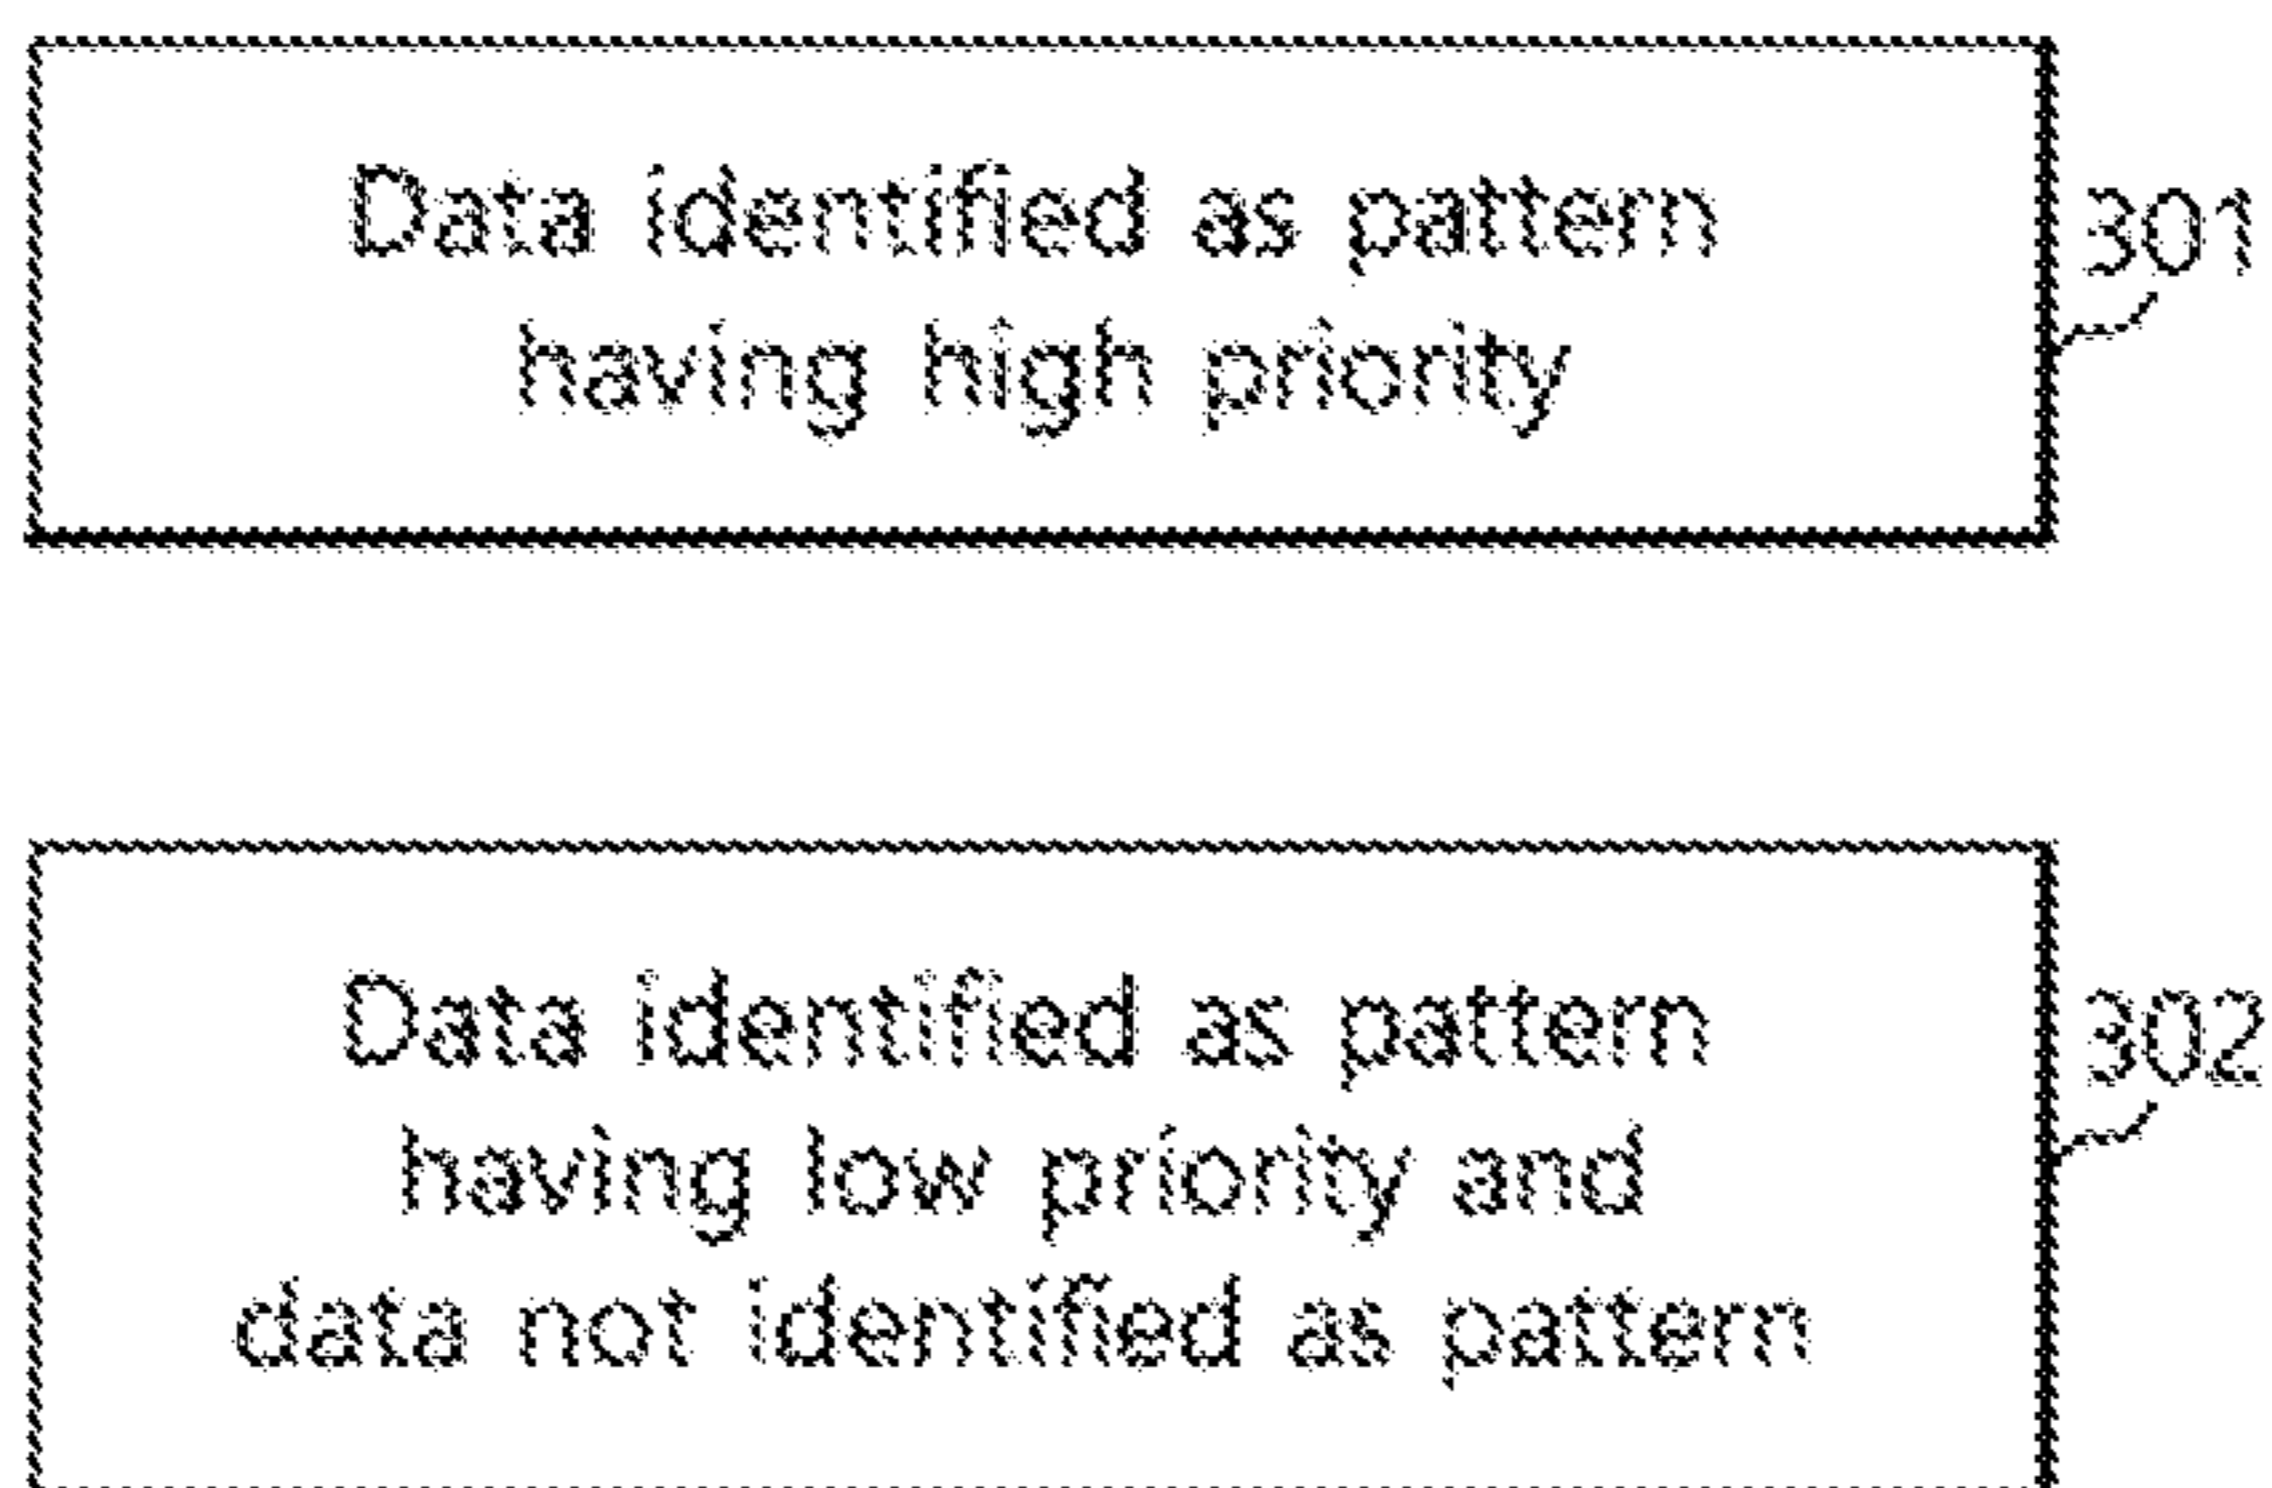 Data identified as pattern
having high priority
301
Data identified as pattern
having low priority and
data not identified as pattern
302